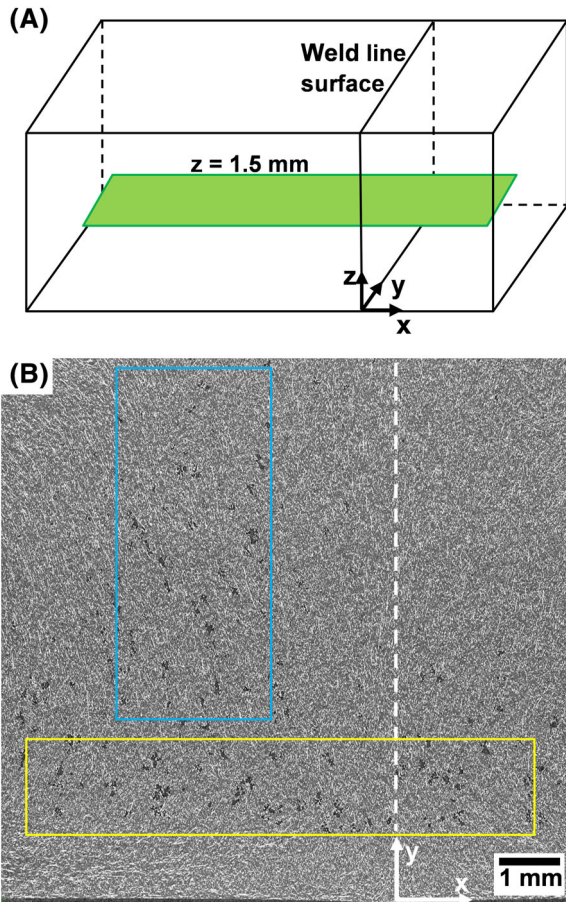 (A)
Weld line
surface
z = 1.5 mm
z
y
x
(B)
y
x
1 mm